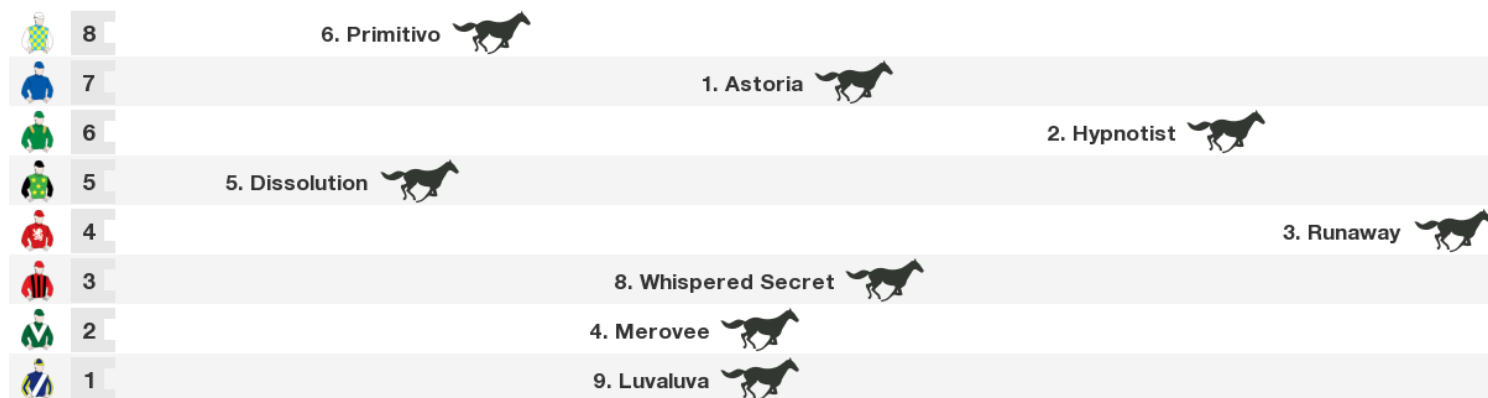 8 6. Primitivo
7 1. Astoria
6 2. Hypnotist
5 5. Dissolution
4 3. Runaway
3 8. Whispered Secret
2 4. Merovee
1 9. Luvaluva